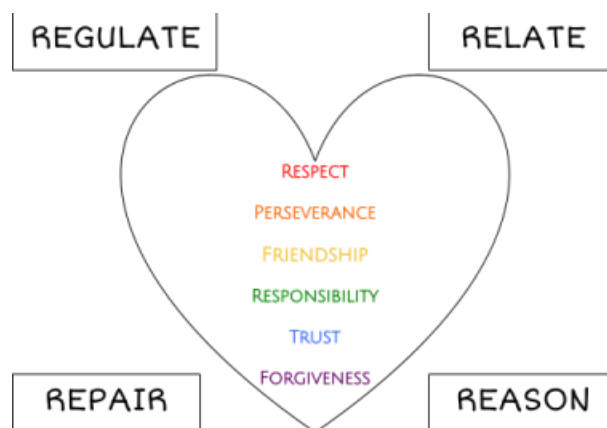 REGULATE
RELATE
RESPECT
PERSEVERANCE
FRIENDSHIP
RESPONSIBILITY
TRUST
FORGIVENESS
REPAIR
REASON